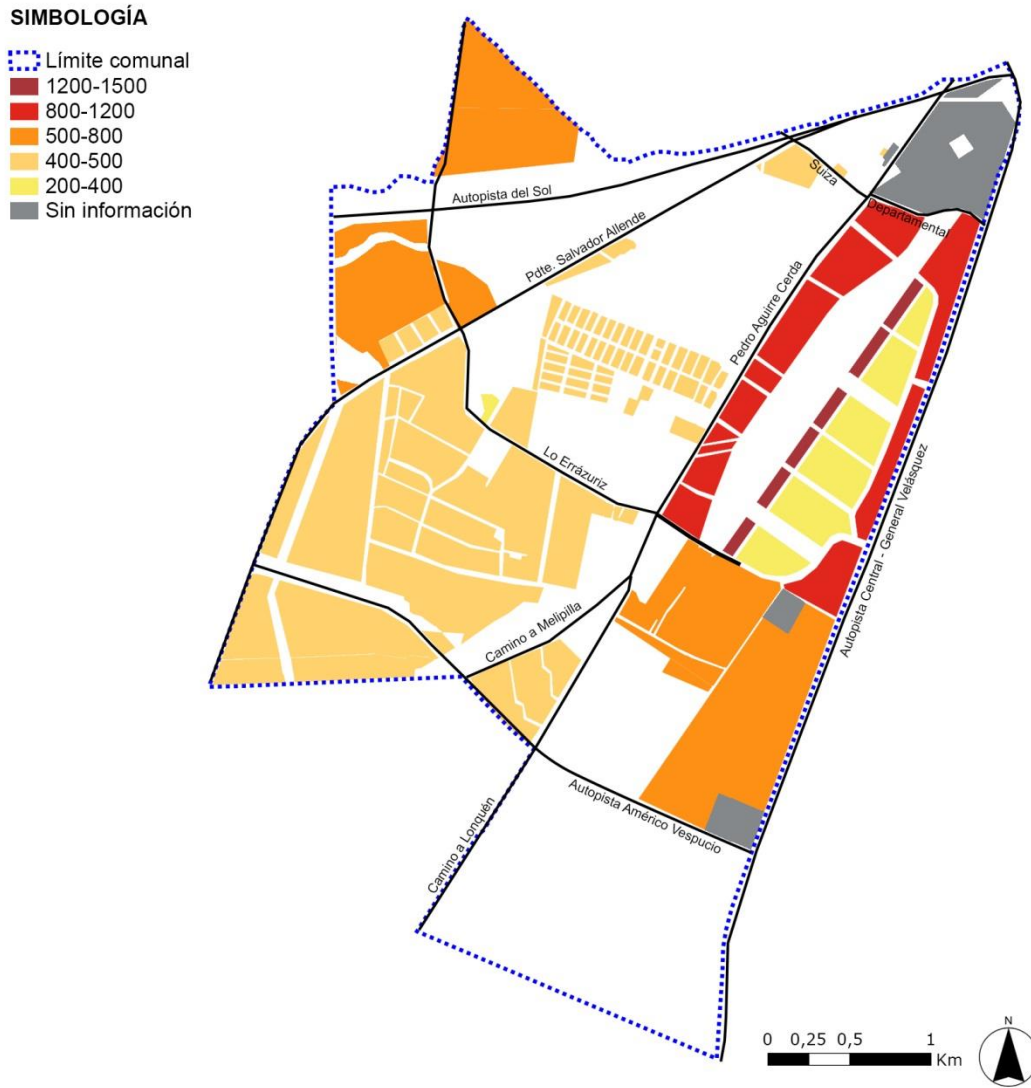 SIMBOLOGÍA
Límite comunal
1200-1500
800-1200
500-800
400-500
200-400
Sin información
Autopista del Sol
Suiza
Departamental
Pdte. Salvador Allende
Pedro Aguirre Cerda
Lo Errázuriz
Autopista Central - General Velásquez
Camino a Melipilla
Autopista Américo Vespucio
Camino a Lonquén
N
0 0,25 0,5 1
Km